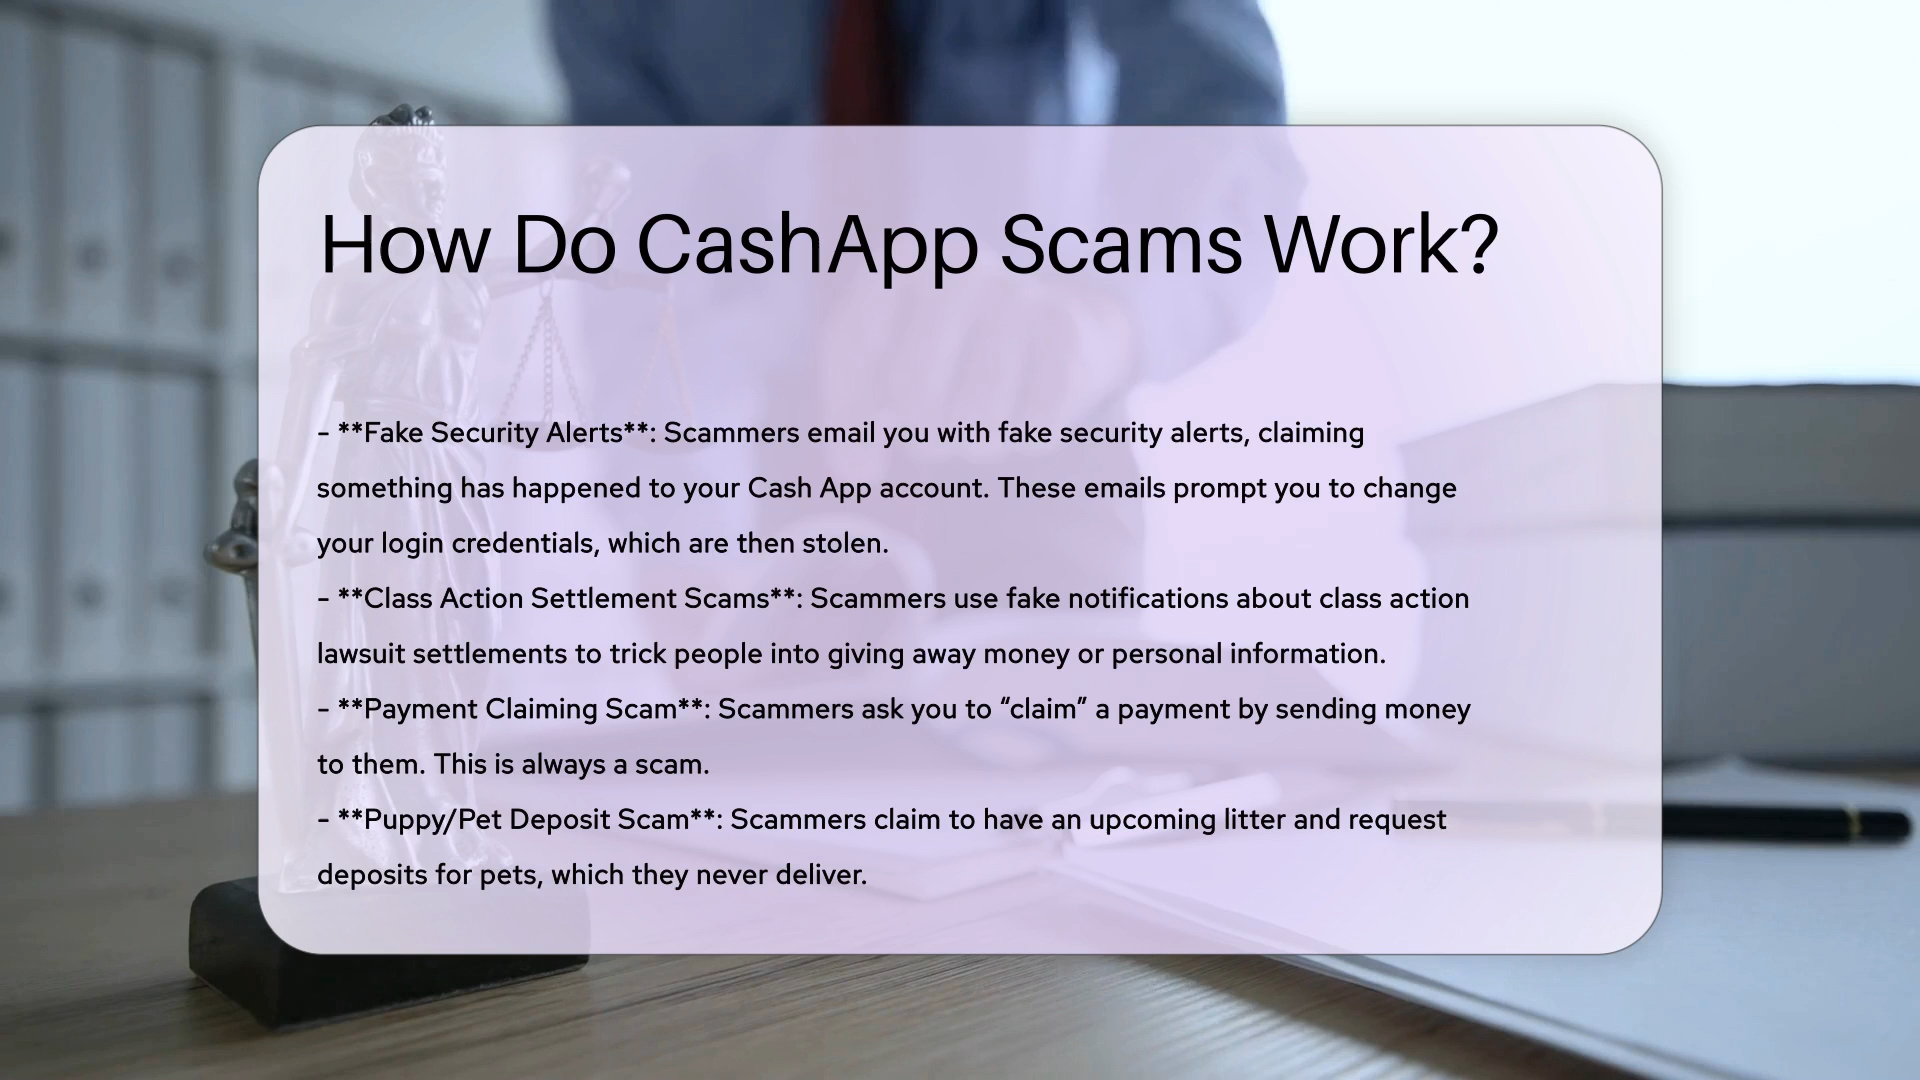 How Do CashApp Scams Work?
- **Fake Security Alerts**: Scammers email you with fake security alerts, claiming
something has happened to your Cash App account. These emails prompt you to change
your login credentials, which are then stolen.
- **Class Action Settlement Scams**: Scammers use fake notifications about class action
lawsuit settlements to trick people into giving away money or personal information.
- **Payment Claiming Scam**: Scammers ask you to “claim” a payment by sending money
to them. This is always a scam.
- **Puppy/Pet Deposit Scam**: Scammers claim to have an upcoming litter and request
deposits for pets, which they never deliver.